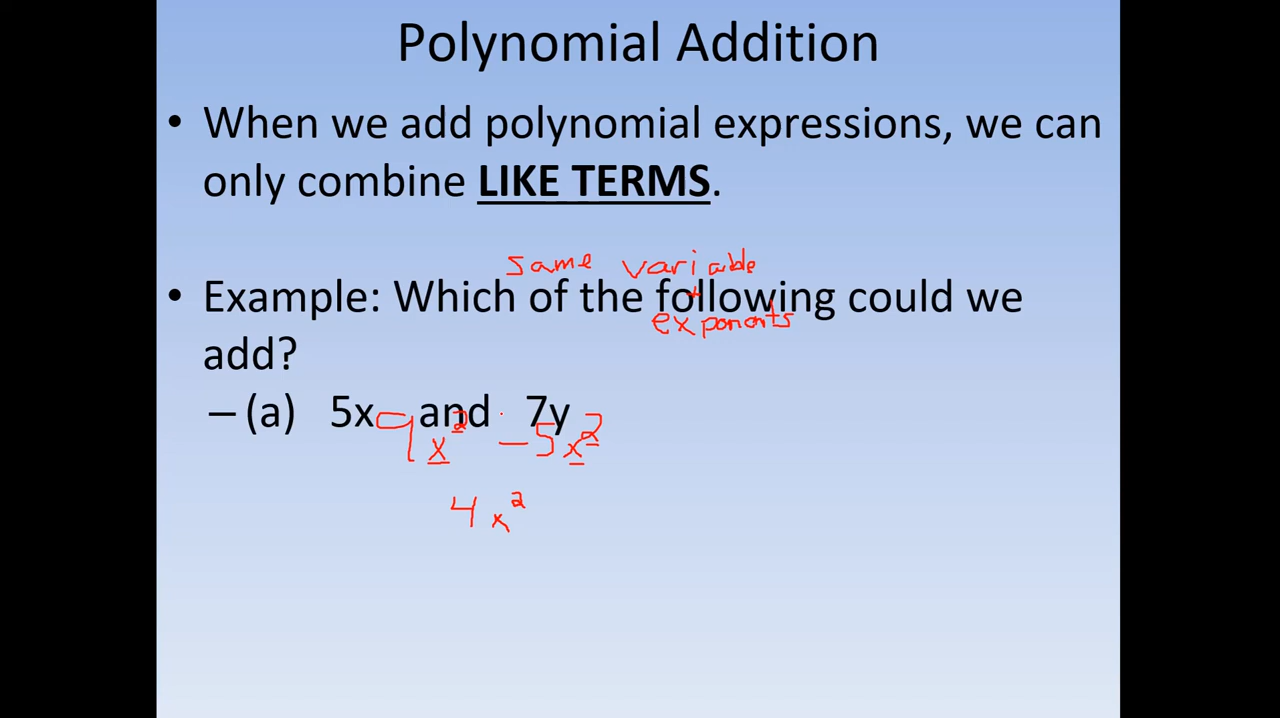 Polynomial Addition
• When we add polynomial expressions, we can
only combine LIKE TERMS.
same variable
+
• Example: Which of the following could we
exponents
add?
– (a) 5x and 7y
9x² -5x²
4x²